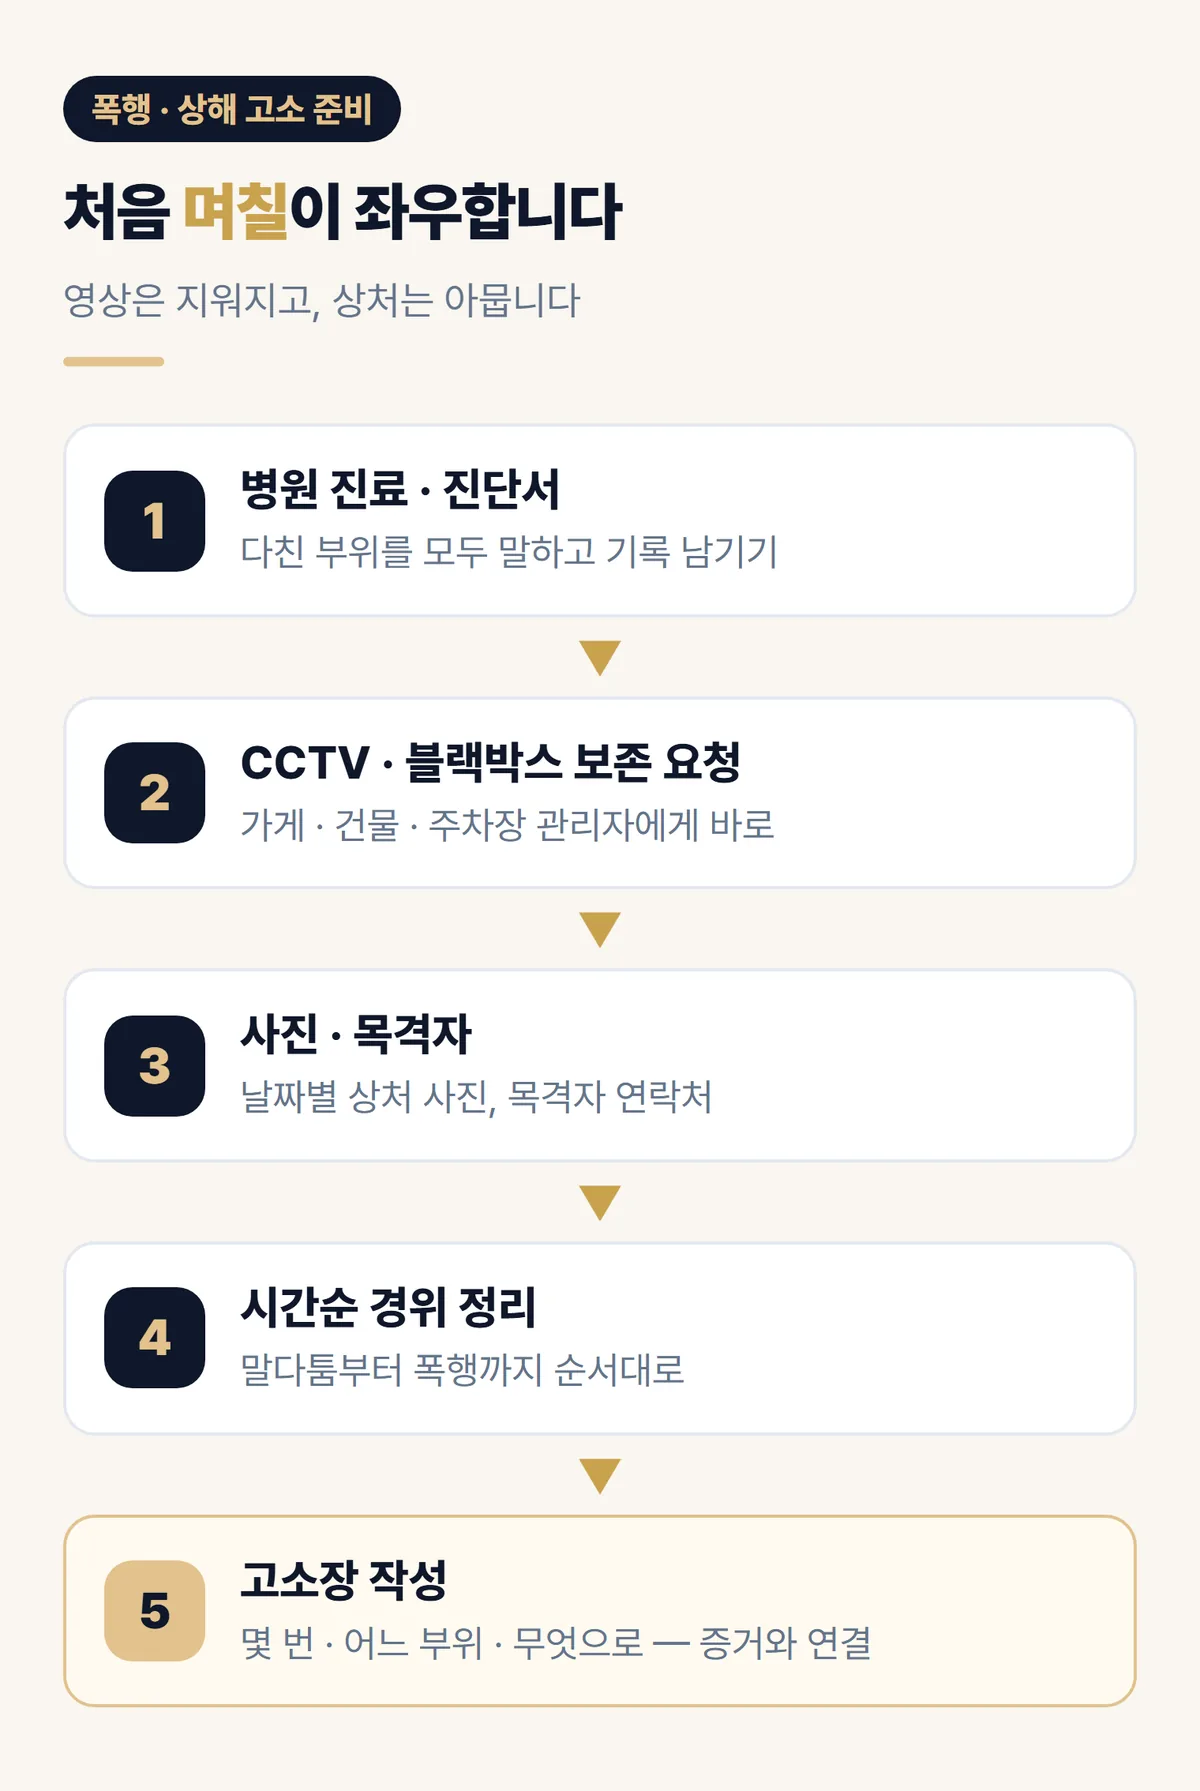 폭행 · 상해 고소 준비
처음 며칠이 좌우합니다
영상은 지워지고, 상처는 아뭅니다
1
병원 진료 · 진단서
다친 부위를 모두 말하고 기록 남기기
2
CCTV · 블랙박스 보존 요청
가게 · 건물 · 주차장 관리자에게 바로
3
사진 · 목격자
날짜별 상처 사진, 목격자 연락처
4
시간순 경위 정리
말다툼부터 폭행까지 순서대로
5
고소장 작성
몇 번 · 어느 부위 · 무엇으로 — 증거와 연결